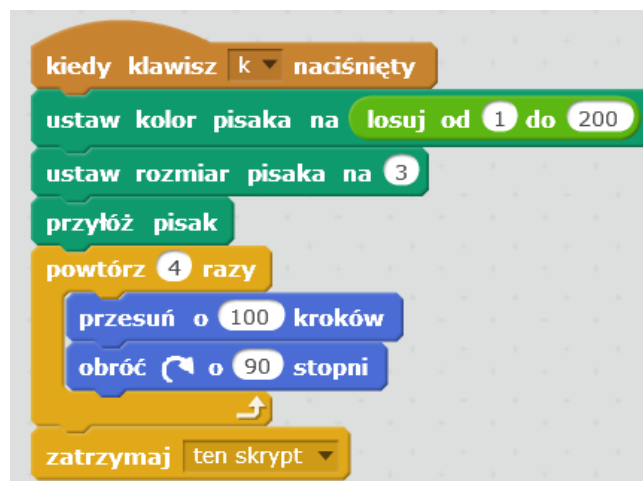 kiedy klawisz k naciśnięty
ustaw kolor pisaka na losuj od 1 do 200
ustaw rozmiar pisaka na 3
przyłóż pisak
powtórz 4 razy
przesuń o 100 kroków
obróć o 90 stopni
zatrzymaj ten skrypt